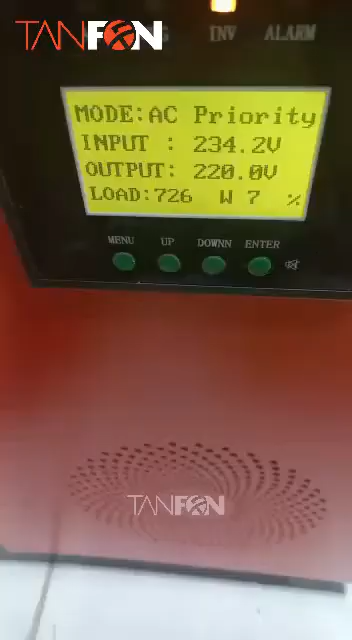 TANFON
INV ALARM
MODE:AC Priority
INPUT : 234.2V
OUTPUT: 220.0V
LOAD:726 W 7 %
MENU UP DOWNN ENTER
TANFON